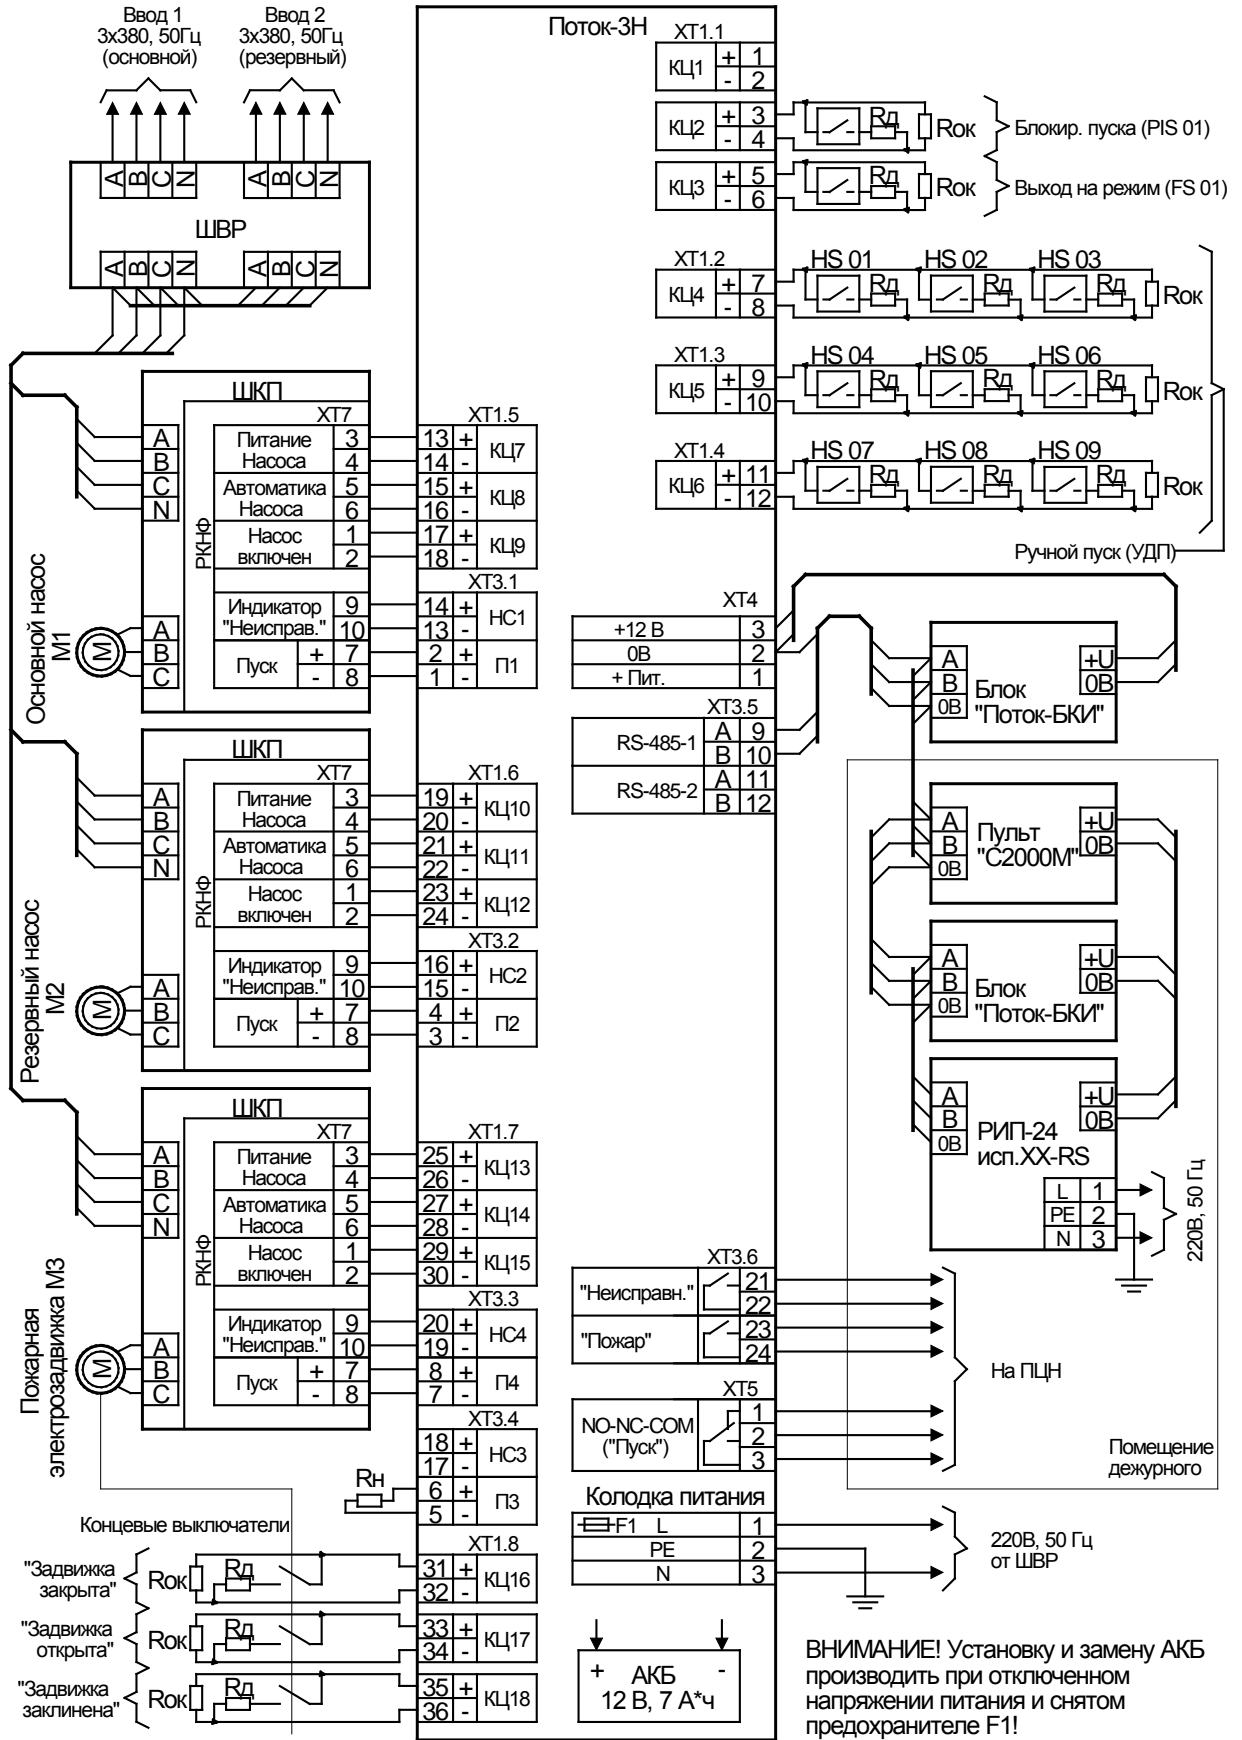 Ввод 1
3x380, 50Гц
(основной)
Ввод 2
3x380, 50Гц
(резервный)
A B C N
A B C N
ШВР
A B C N
A B C N
Поток-3Н
XT1.1
КЦ1 + 1
- 2
КЦ2 + 3
- 4
Rд
Rок
Блокир. пуска (PIS 01)
КЦ3 + 5
- 6
Rд
Rок
Выход на режим (FS 01)
XT1.2
КЦ4 + 7
- 8
HS 01 HS 02 HS 03
Rд Rд Rд Rок
XT1.3
КЦ5 + 9
- 10
HS 04 HS 05 HS 06
Rд Rд Rд Rок
XT1.4
КЦ6 + 11
- 12
HS 07 HS 08 HS 09
Rд Rд Rд Rок
Ручной пуск (УДП)
Основной насос
М1
A
B
C
N
M
A
B
C
ШКП
РКНФ
XT7
Питание 3
Насоса 4
Автоматика 5
Насоса 6
Насос 1
включен 2
Индикатор 9
"Неисправ." 10
Пуск + 7
- 8
XT1.5
13 + КЦ7
14 -
15 + КЦ8
16 -
17 + КЦ9
18 -
XT3.1
14 + НС1
13 -
2 + П1
1 -
Резервный насос
М2
A
B
C
N
M
A
B
C
ШКП
РКНФ
XT7
Питание 3
Насоса 4
Автоматика 5
Насоса 6
Насос 1
включен 2
Индикатор 9
"Неисправ." 10
Пуск + 7
- 8
XT1.6
19 + КЦ10
20 -
21 + КЦ11
22 -
23 + КЦ12
24 -
XT3.2
16 + НС2
15 -
4 + П2
3 -
Пожарная
электрозадвижка М3
A
B
C
N
M
A
B
C
ШКП
РКНФ
XT7
Питание 3
Насоса 4
Автоматика 5
Насоса 6
Насос 1
включен 2
Индикатор 9
"Неисправ." 10
Пуск + 7
- 8
XT1.7
25 + КЦ13
26 -
27 + КЦ14
28 -
29 + КЦ15
30 -
XT3.3
20 + НС4
19 -
8 + П4
7 -
XT3.4
18 + НС3
17 -
Rн
6 + П3
5 -
Концевые выключатели
XT1.8
"Задвижка
закрыта"
Rок Rд
31 + КЦ16
32 -
"Задвижка
открыта"
Rок Rд
33 + КЦ17
34 -
"Задвижка
заклинена"
Rок Rд
35 + КЦ18
36 -
XT4
+12 В 3
0В 2
+ Пит. 1
XT3.5
RS-485-1 A 9
B 10
RS-485-2 A 11
B 12
A
B
0В
Блок
"Поток-БКИ"
+U
0В
A
B
0В
Пульт
"С2000М"
+U
0В
A
B
0В
Блок
"Поток-БКИ"
+U
0В
A
B
0В
РИП-24
исп.XX-RS
+U
0В
L 1
PE 2
N 3
220В, 50 Гц
Помещение
дежурного
XT3.6
"Неисправн." 21
22
"Пожар" 23
24
XT5
NO-NC-COM
("Пуск")
1
2
3
На ПЦН
Колодка питания
F1 L 1
PE 2
N 3
220В, 50 Гц
от ШВР
+ АКБ -
12 В, 7 А*ч
ВНИМАНИЕ! Установку и замену АКБ
производить при отключенном
напряжении питания и снятом
предохранителе F1!